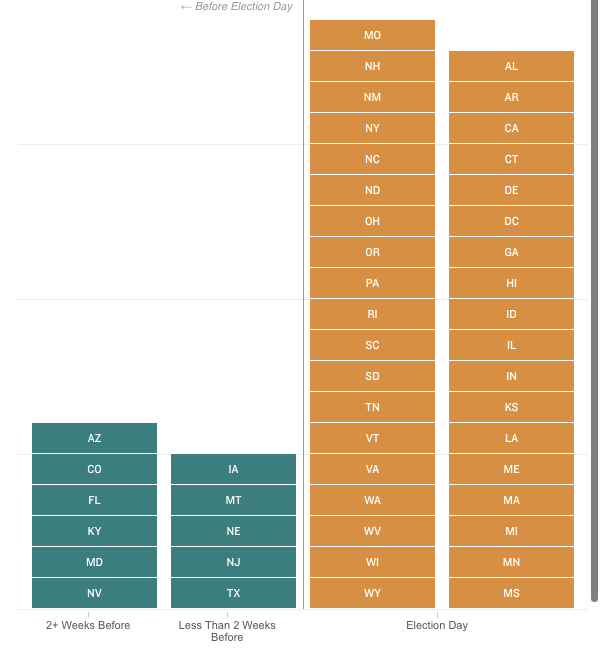 ← Before Election Day
MO
NH
NM
NY
NC
ND
OH
OR
PA
RI
SC
SD
TN
VT
VA
WA
WV
WI
WY
AL
AR
CA
CT
DE
DC
GA
HI
ID
IL
IN
KS
LA
ME
MA
MI
MN
MS
AZ
CO
FL
KY
MD
NV
IA
MT
NE
NJ
TX
2+ Weeks Before
Less Than 2 Weeks
Before
Election Day